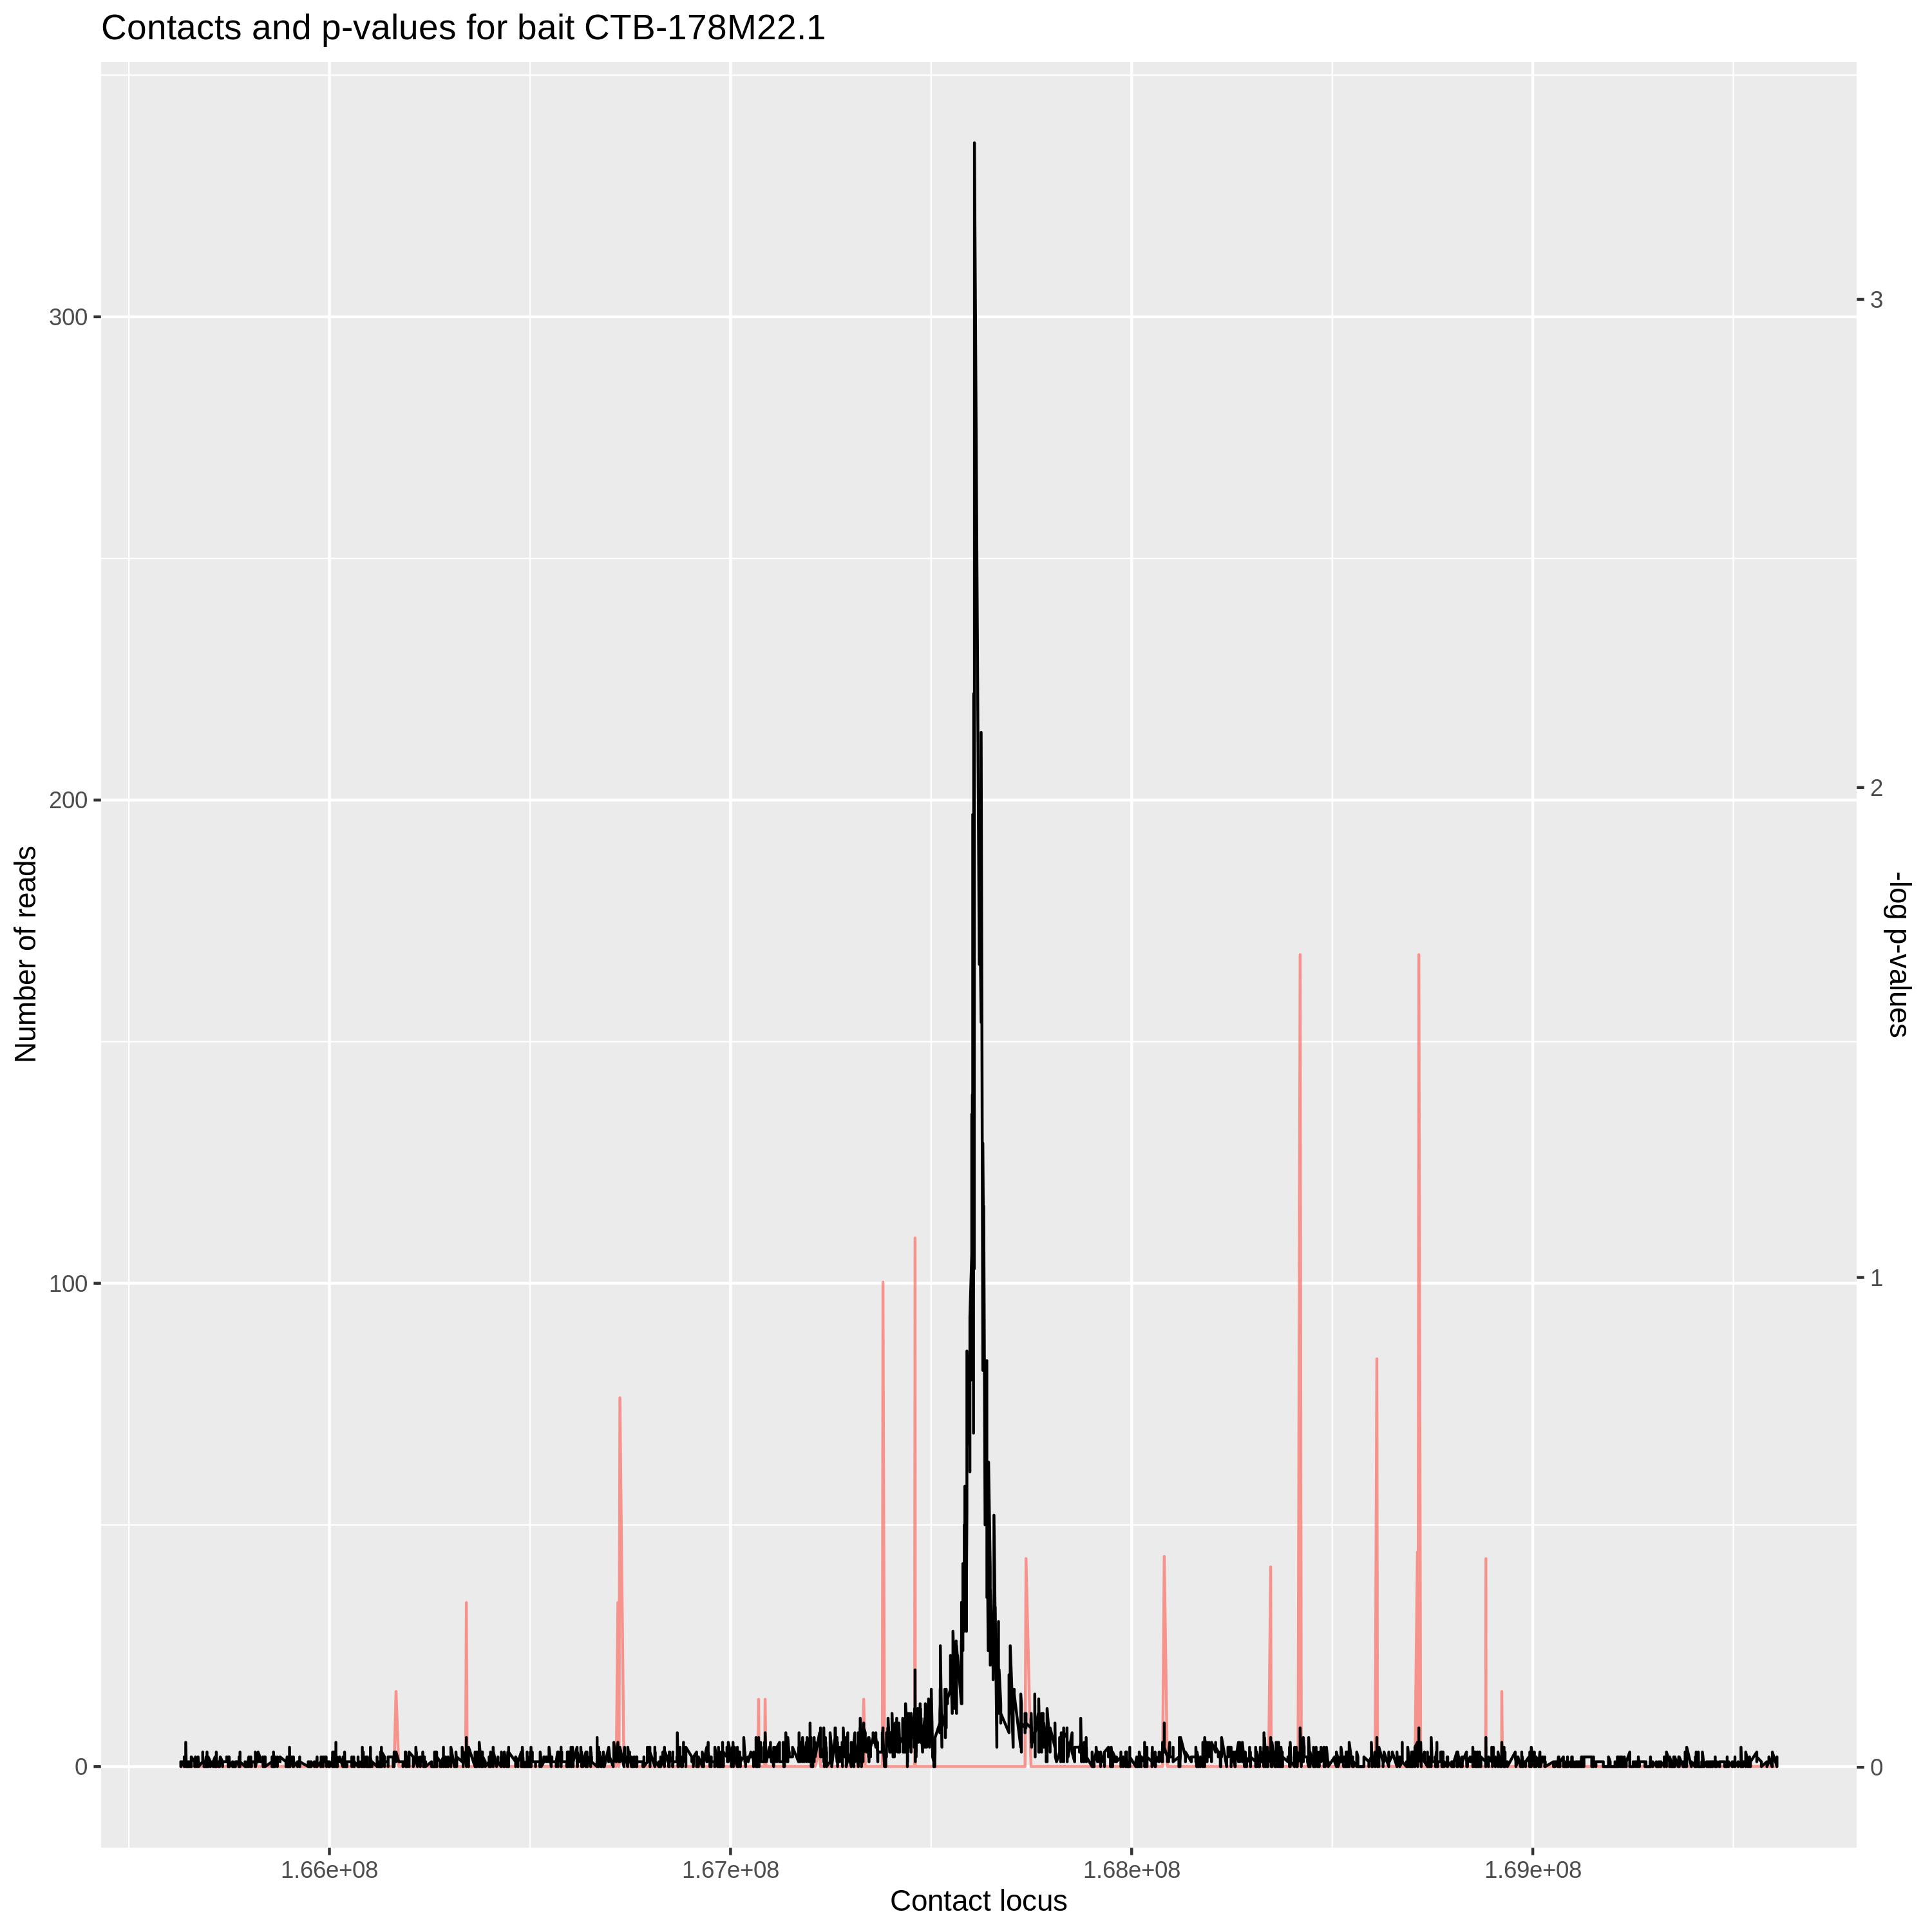 Contacts and p-values for bait CTB-178M22.1
Number of reads
300
200
100
0
3
2
1
0
-log p-values
1.66e+08
1.67e+08
1.68e+08
1.69e+08
Contact locus